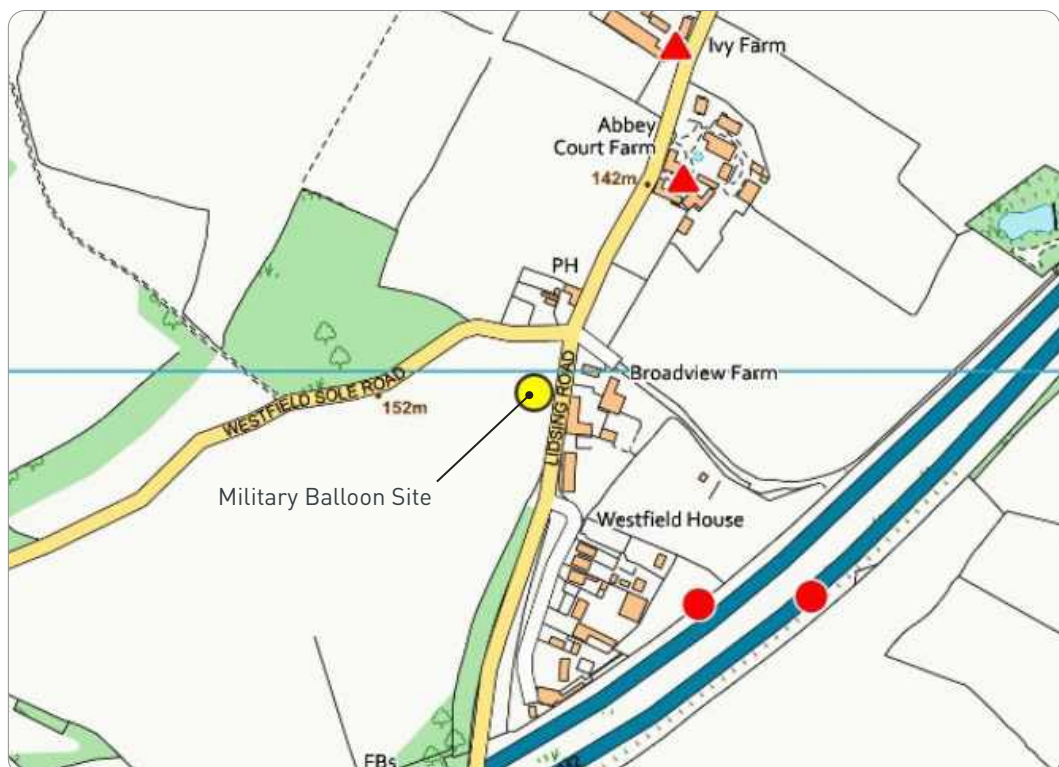 Ivy Farm
Abbey
Court Farm
142m
PH
LIDSING ROAD
Broadview Farm
WESTFIELD SOLE ROAD
152m
Military Balloon Site
Westfield House
FBs